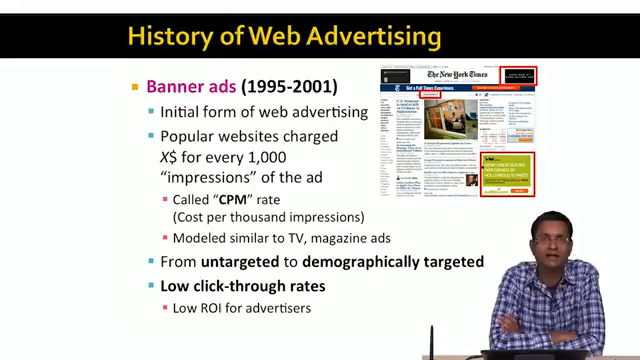 History of Web Advertising
Banner ads (1995-2001)
Initial form of web advertising
Popular websites charged
X$ for every 1,000
“impressions” of the ad
Called “CPM” rate
(Cost per thousand impressions)
Modeled similar to TV, magazine ads
From untargeted to demographically targeted
Low click-through rates
Low ROI for advertisers
The New York Times
Get a Full Times Experience.